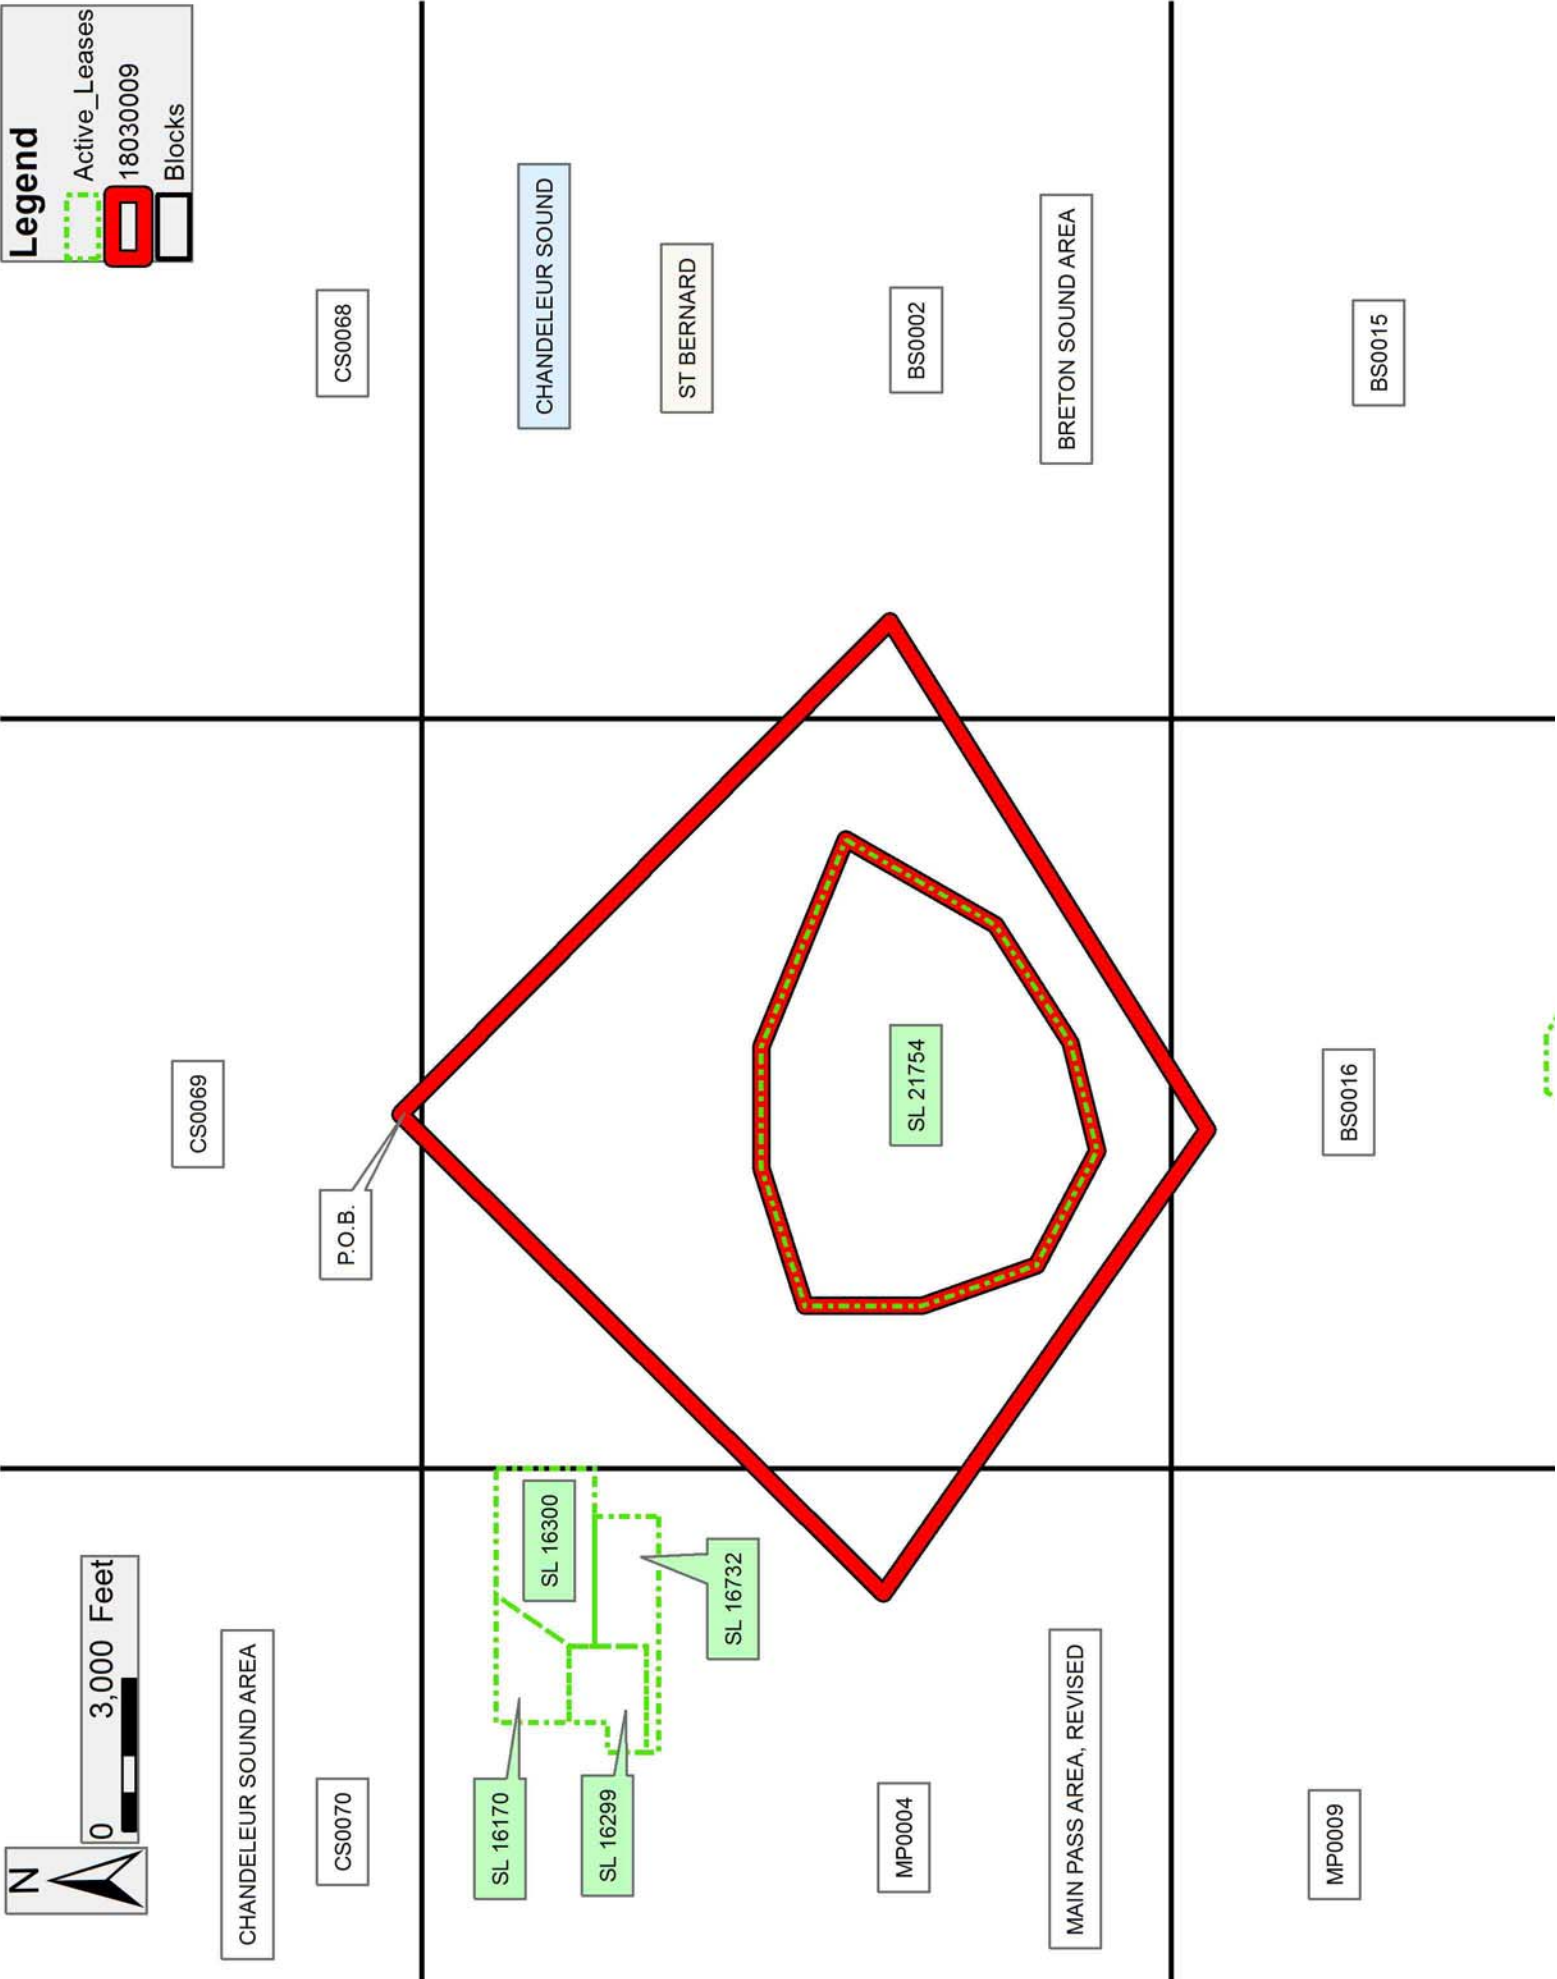 N
0 3,000 Feet
Legend
Active_Leases
18030009
Blocks
CHANDELEUR SOUND AREA
CS0070
P.O.B.
CS0069
CS0068
SL 16170
SL 16300
SL 16299
SL 16732
CHANDELEUR SOUND
ST BERNARD
MP0004
SL 21754
BS0002
MAIN PASS AREA, REVISED
BRETON SOUND AREA
MP0009
BS0016
BS0015